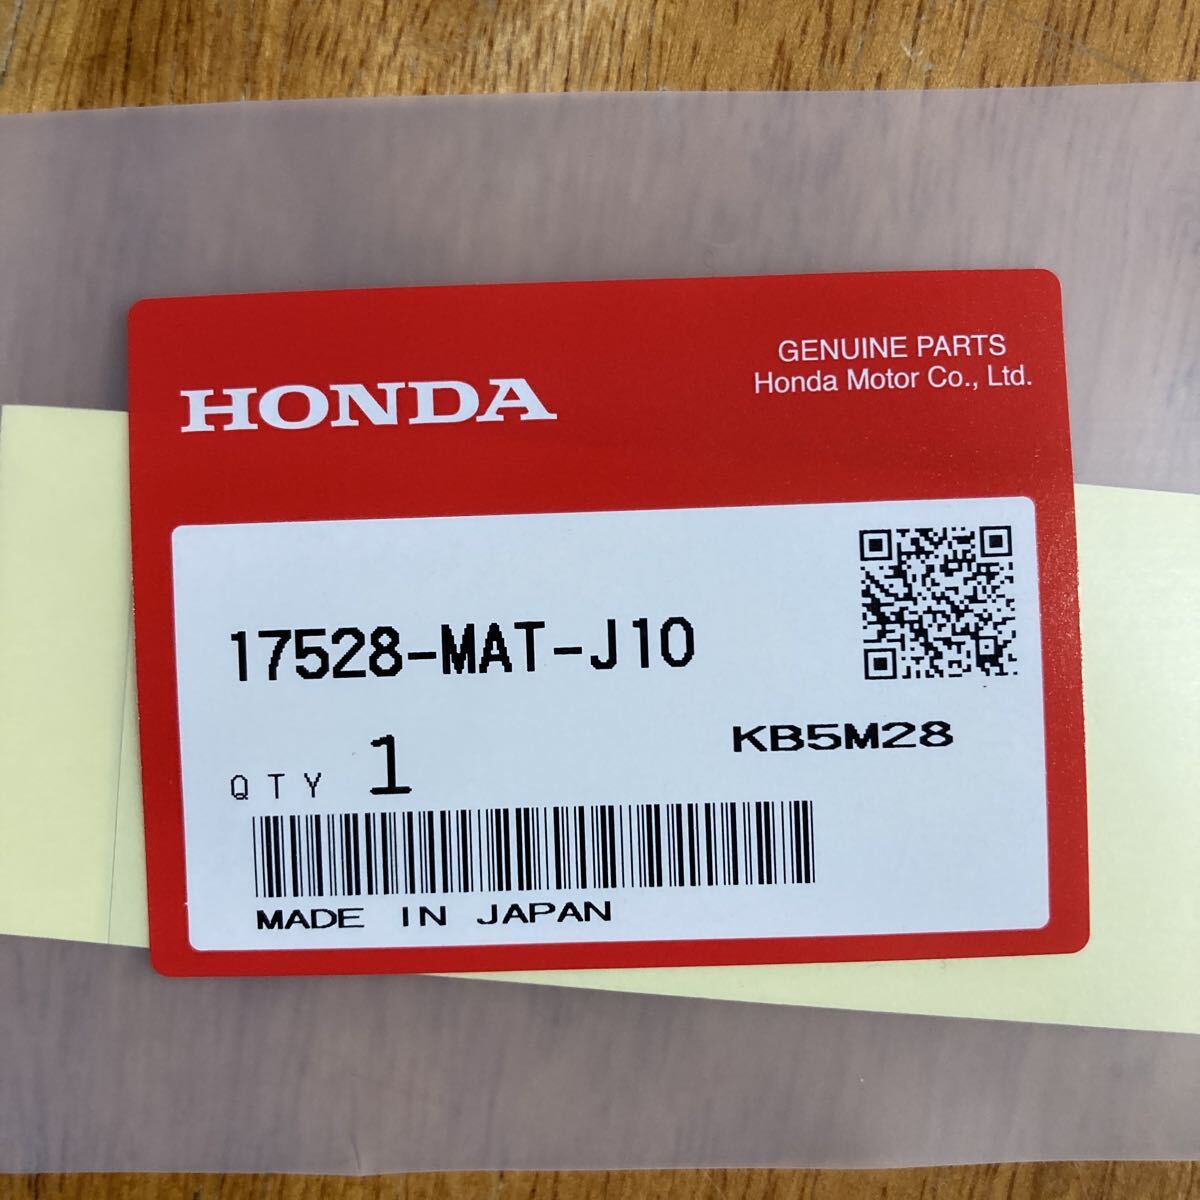 GENUINE PARTS
Honda Motor Co., Ltd.
HONDA
17528-MAT-J10
KB5M28
QTY 1
MADE IN JAPAN